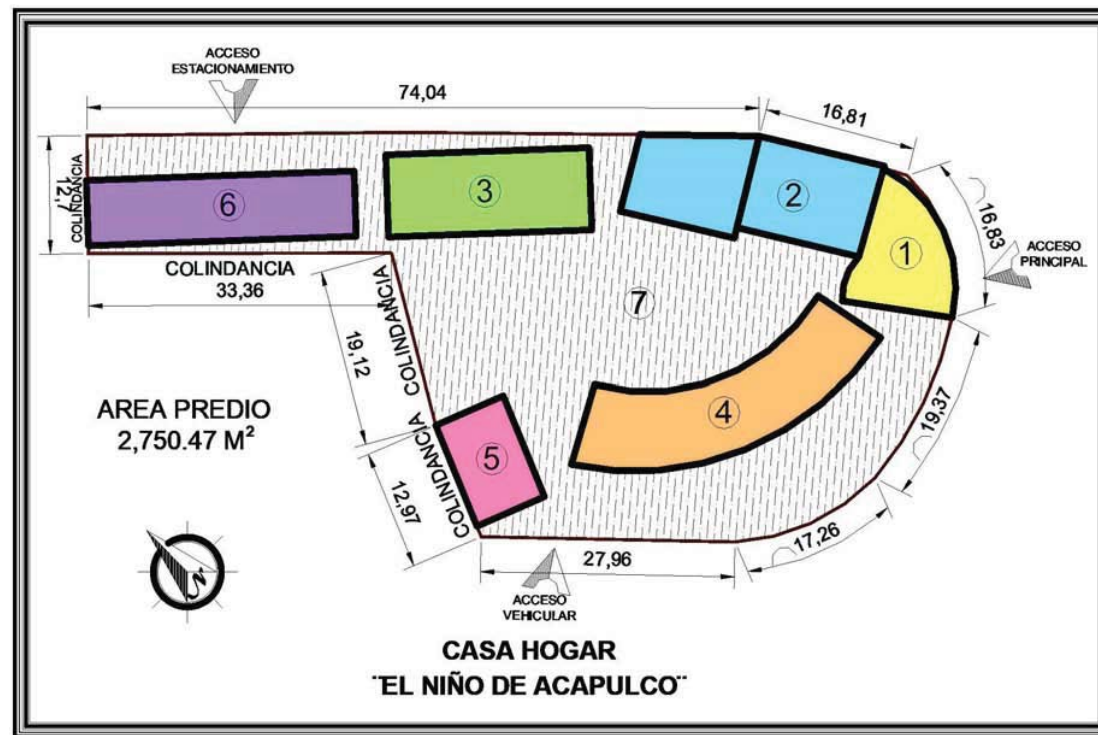 ACCESO
ESTACIONAMIENTO
74,04
16,81
12,7
COLINDANCIA
6
3
2
1
16,83
ACCESO
PRINCIPAL
COLINDANCIA
33,36
19,12
COLINDANCIA
7
AREA PREDIO
2,750.47 M²
4
19,37
5
COLINDANCIA
12,67
17,26
27,96
N
ACCESO
VEHICULAR
CASA HOGAR
¨EL NIÑO DE ACAPULCO¨